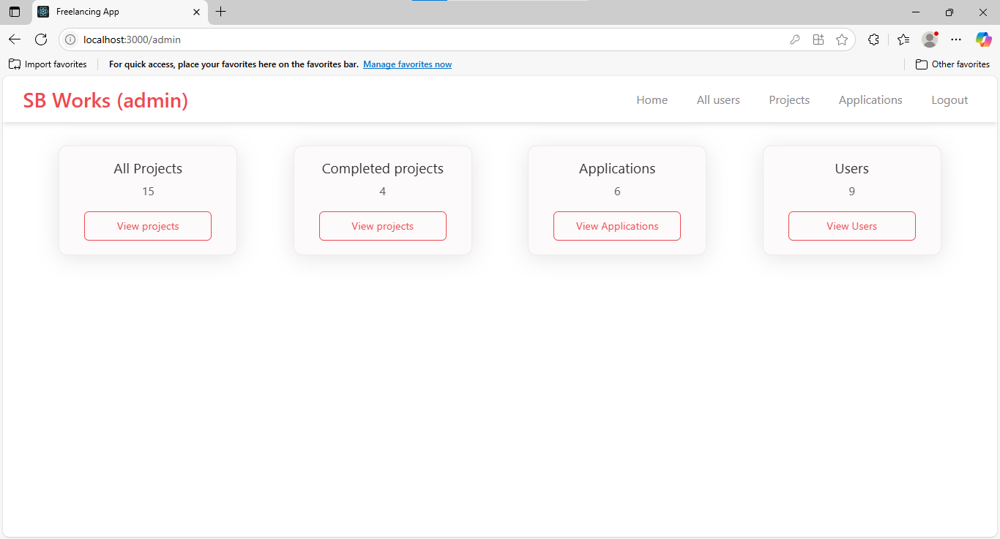 Freelancing App
localhost:3000/admin
Import favorites For quick access, place your favorites here on the favorites bar. Manage favorites now Other favorites
SB Works (admin) Home All users Projects Applications Logout
All Projects Completed projects Applications Users
15 4 6 9
View projects View projects View Applications View Users